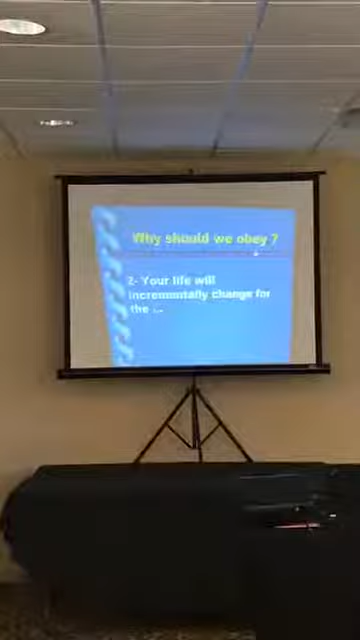 Why should we obey ?
2- Your life will
incrementally change for
the ...